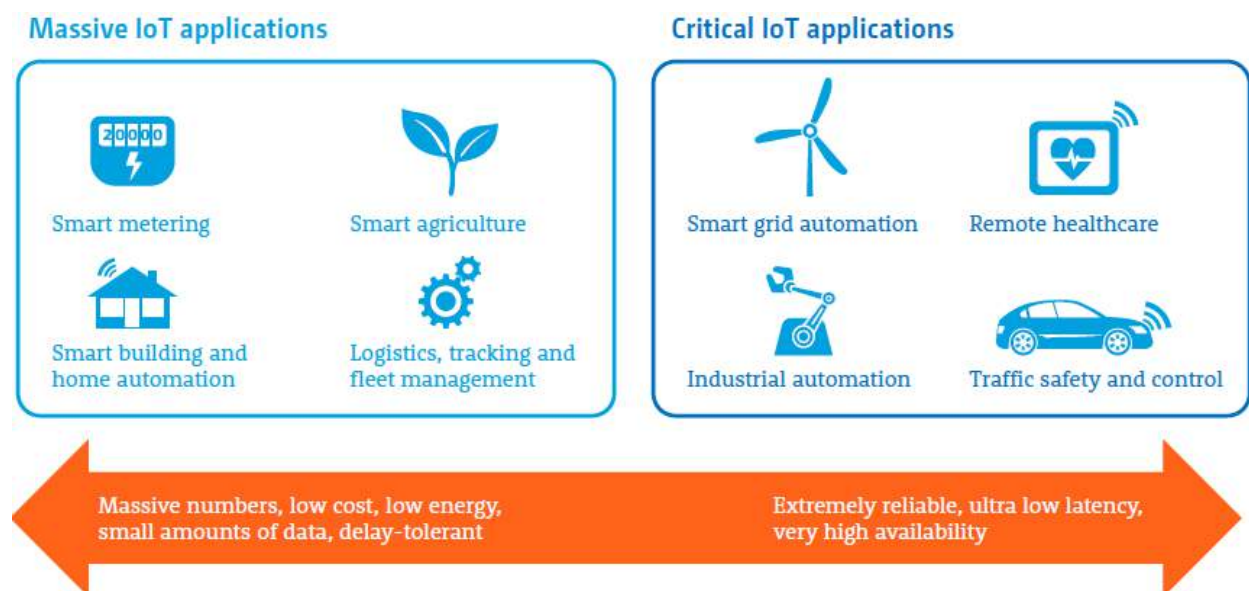 Massive IoT applications
Critical IoT applications
20000
Smart metering
Smart agriculture
Smart building and
home automation
Logistics, tracking and
fleet management
Smart grid automation
Remote healthcare
Industrial automation
Traffic safety and control
Massive numbers, low cost, low energy,
small amounts of data, delay-tolerant
Extremely reliable, ultra low latency,
very high availability